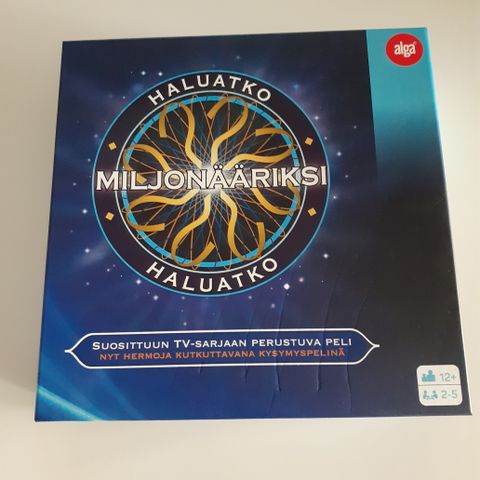 alga
HALUATKO
MILJONÄÄRIKSI
HALUATKO
SUOSITTUUN TV-SARJAAN PERUSTUVA PELI
NYT HERMOJA KUTKUTTAVANA KYSYMYSPELINÄ
12+
2-5